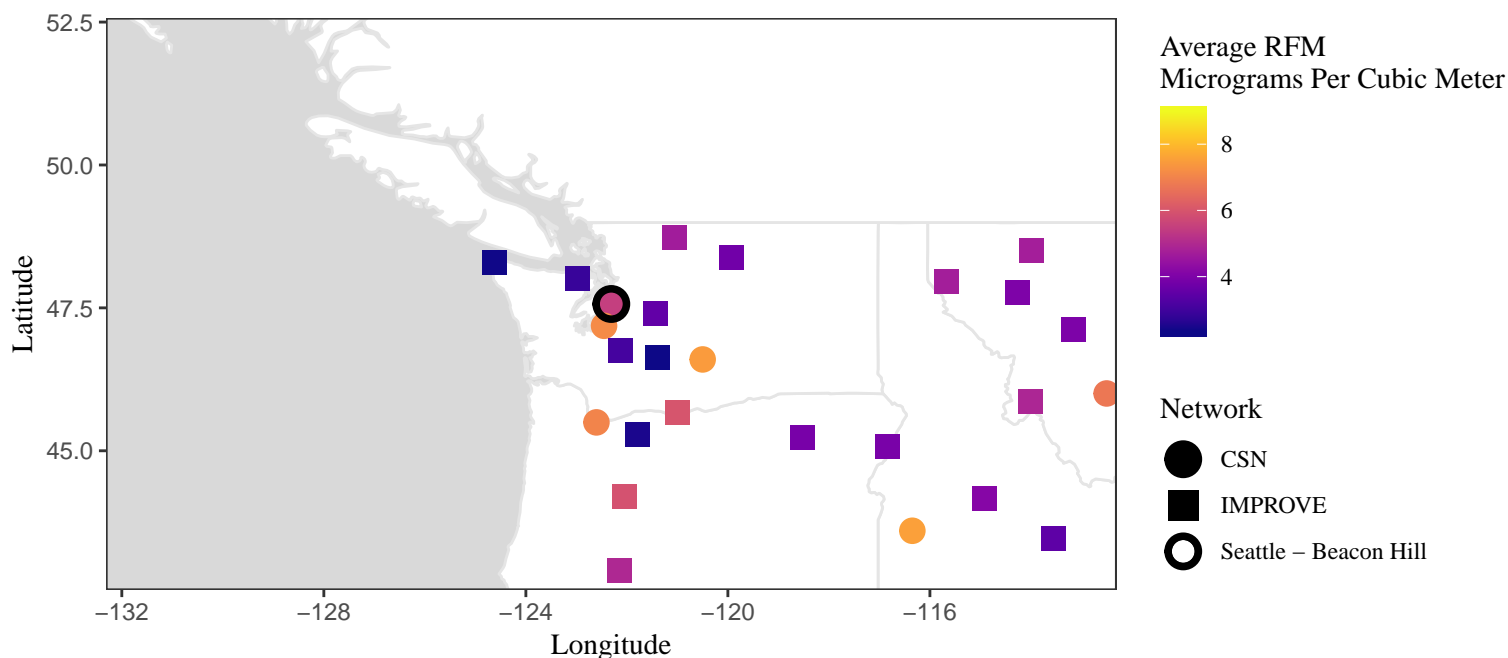 52.5
50.0
47.5
45.0
Latitude
−132
−128
−124
−120
−116
Longitude
Average RFM
Micrograms Per Cubic Meter
8
6
4
Network
CSN
IMPROVE
Seattle − Beacon Hill